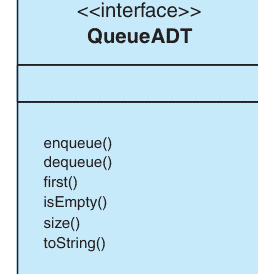 <<interface>>
QueueADT
enqueue()
dequeue()
first()
isEmpty()
size()
toString()